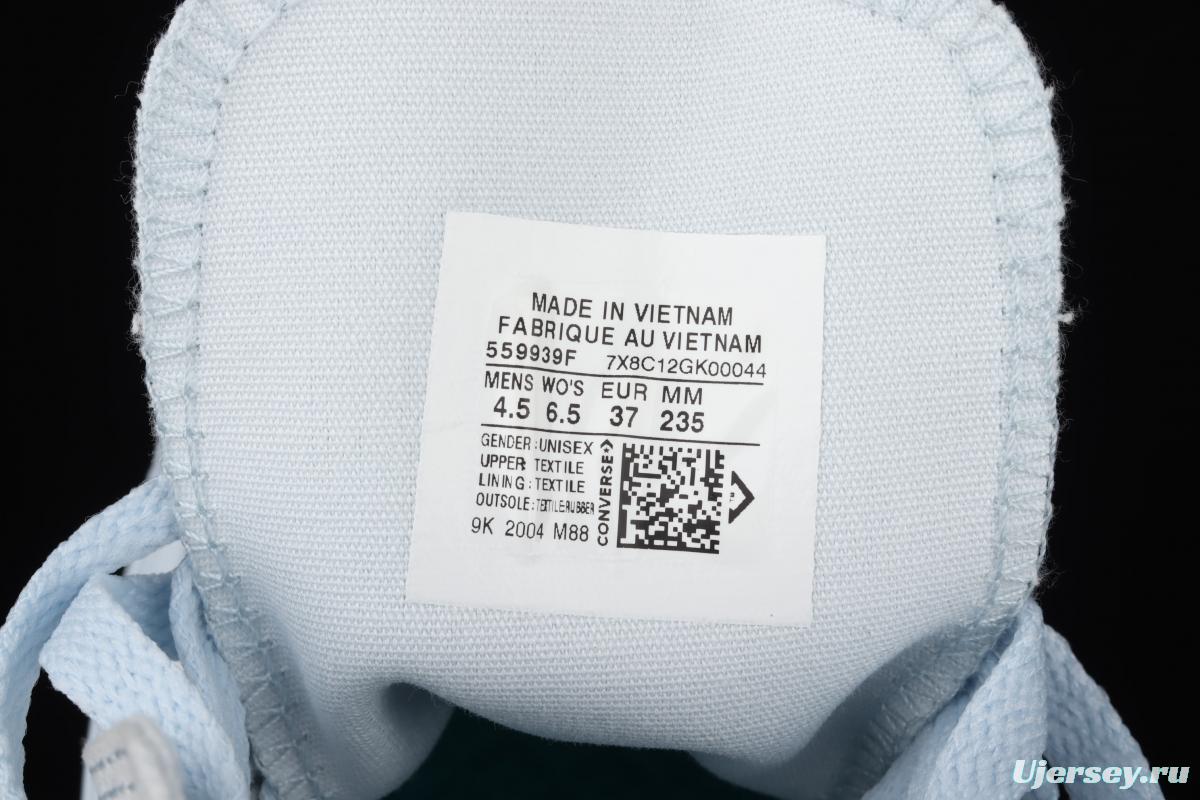 MADE IN VIETNAM
FABRIQUE AU VIETNAM
559939F 7X8C12GK00044
MENS WO'S EUR MM
4.5 6.5 37 235
GENDER:UNISEX
UPPER: TEXTILE
LINING:TEXTILE
OUTSOLE:TEXTILE/RUBBER
9K 2004 M88
CONVERSE
Ujersey.ru